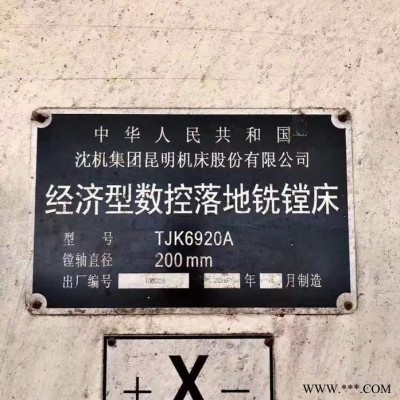 中华人民共和国
沈机集团昆明机床股份有限公司
经济型数控落地铣镗床
型号 TJK6920A
镗轴直径 200mm
出厂编号 年 月制造
+ X -
WWW.***.COM